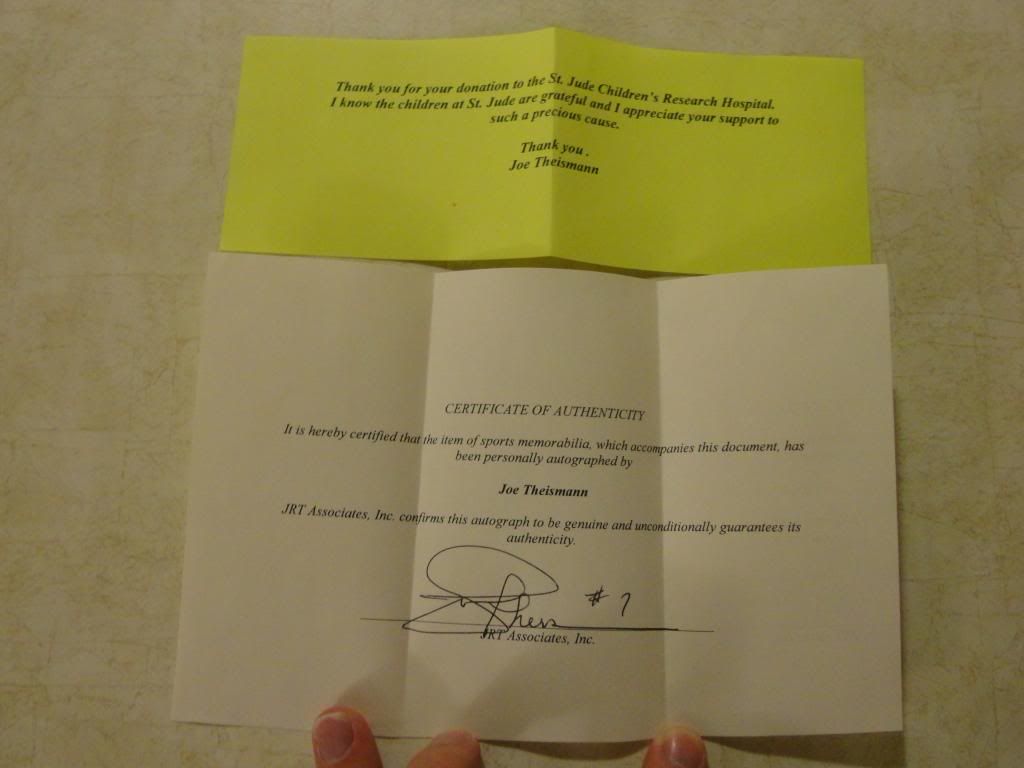 Thank you for your donation to the St. Jude Children's Research Hospital.
I know the children at St. Jude are grateful and I appreciate your support to
such a precious cause.
Thank you .
Joe Theismann
CERTIFICATE OF AUTHENTICITY
It is hereby certified that the item of sports memorabilia, which accompanies this document, has
been personally autographed by
Joe Theismann
JRT Associates, Inc. confirms this autograph to be genuine and unconditionally guarantees its
authenticity.
# 7
JRT Associates, Inc.